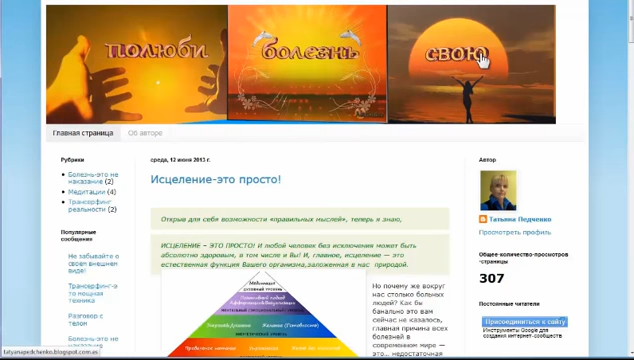 полюби болезнь свою
Главная страница Об авторе
Рубрики
Болезнь-это не
наказание (2)
Медитации (4)
Трансерфинг
реальности (2)
Популярные
сообщения
Не забывайте о
своем внешнем
виде!
Трансерфинг-э
то мощная
техника
Разговор с
телом
Болезнь-это не
среда, 12 июня 2013 г.
Исцеление-это просто!
Открыв для себя возможности «правильных мыслей», теперь я знаю,
ИСЦЕЛЕНИЕ – ЭТО ПРОСТО! И любой человек без исключения может быть
абсолютно здоровым, в том числе и Вы! И, главное, исцеление — это
естественная функция Вашего организма,заложенная в нас природой.
Но почему же вокруг
нас столько больных
людей? Как бы
банально это вам
сейчас не казалось,
главная причина всех
болезней в
современном мире -
это... недостаточная
Автор
Татьяна Педченко
Просмотреть профиль
Общее количество просмотров
страницы
307
Постоянные читатели
Присоединиться к сайту
Инструменты Google для
создания интернет-сообществ
tatyanapedchenko.blogspot.com.es